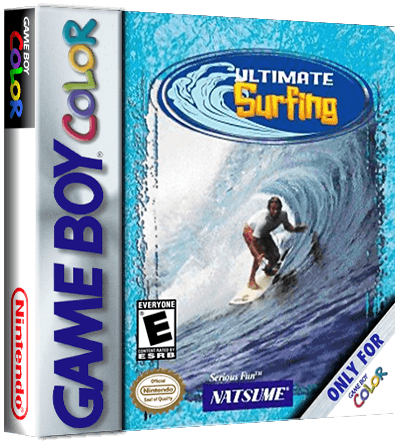 GAME BOY COLOR
Nintendo
GAME BOY COLOR
ULTIMATE
Surfing
EVERYONE
E
CONTENT RATED BY
ESRB
Official
Nintendo
Seal of Quality
Serious Fun™
NATSUME®
ONLY FOR
GAME BOY
COLOR